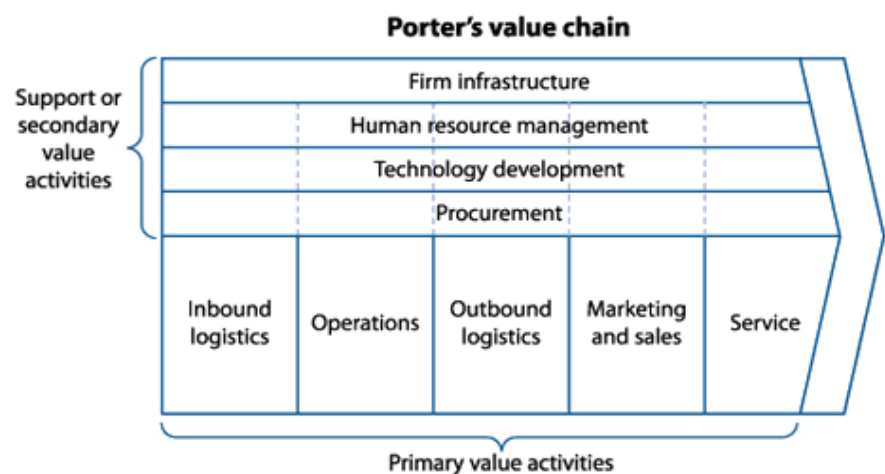 Porter's value chain
Support or
secondary
value
activities
Firm infrastructure
Human resource management
Technology development
Procurement
Inbound
logistics
Operations
Outbound
logistics
Marketing
and sales
Service
Primary value activities